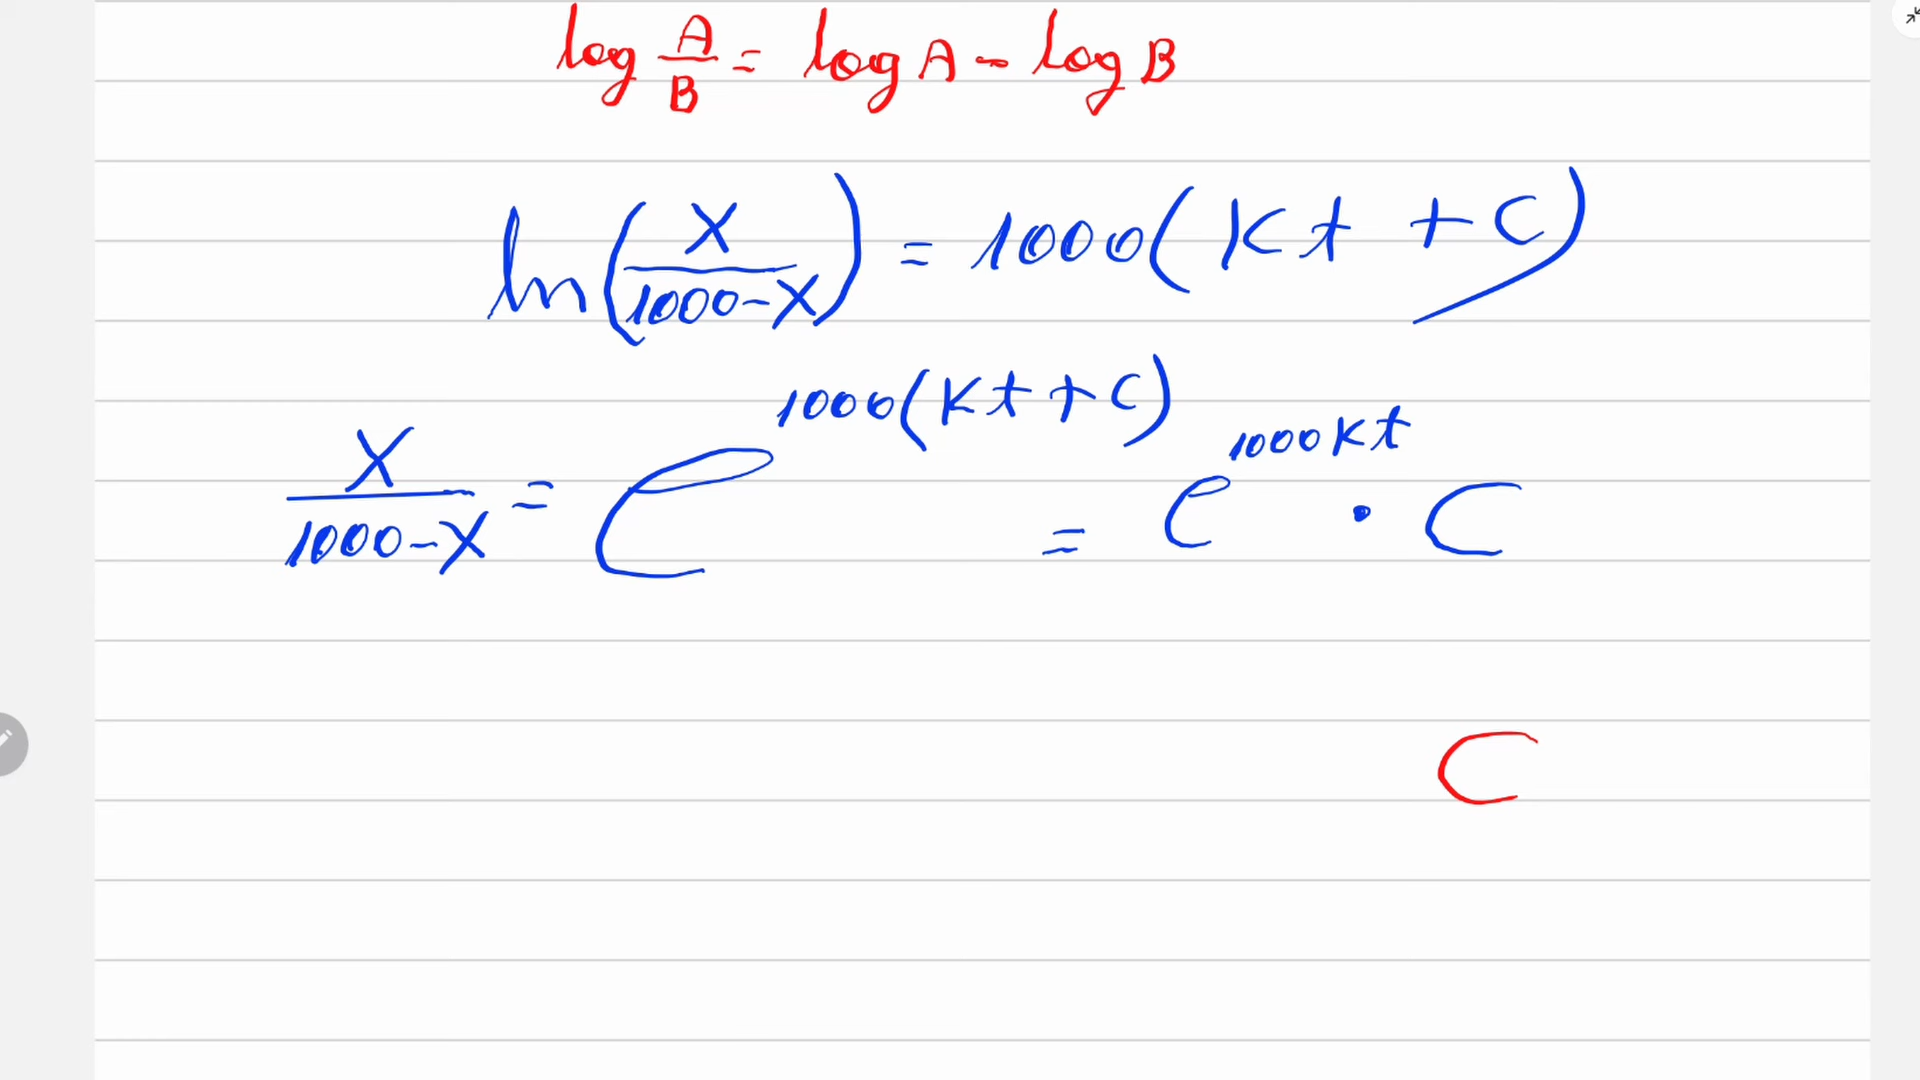 log A/B = log A - log B
ln(x/(1000-x)) = 1000(kt + c)
x/(1000-x) = e^(1000(kt+c)) = e^(1000kt) · C
C